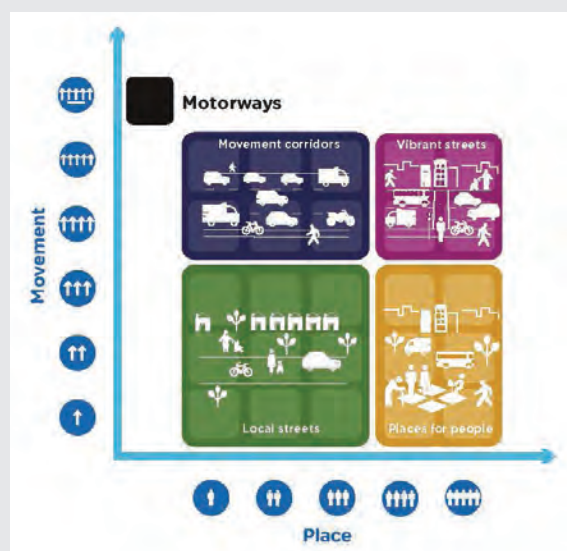 Motorways
Movement corridors
Vibrant streets
Movement
Local streets
Places for people
Place